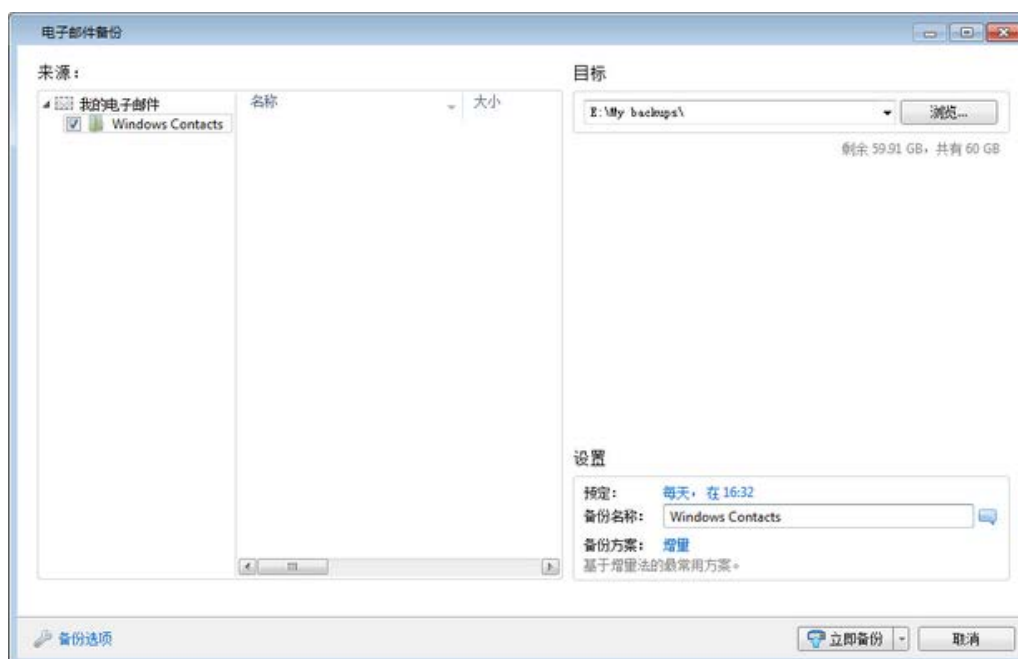 电子邮件备份
来源：
我的电子邮件
Windows Contacts
名称
大小
目标
E:\My backups\
浏览...
剩余 59.91 GB，共有 60 GB
设置
预定：
每天，在 16:32
备份名称：
Windows Contacts
备份方案：
增量
基于增量法的最常用方案。
备份选项
立即备份
取消